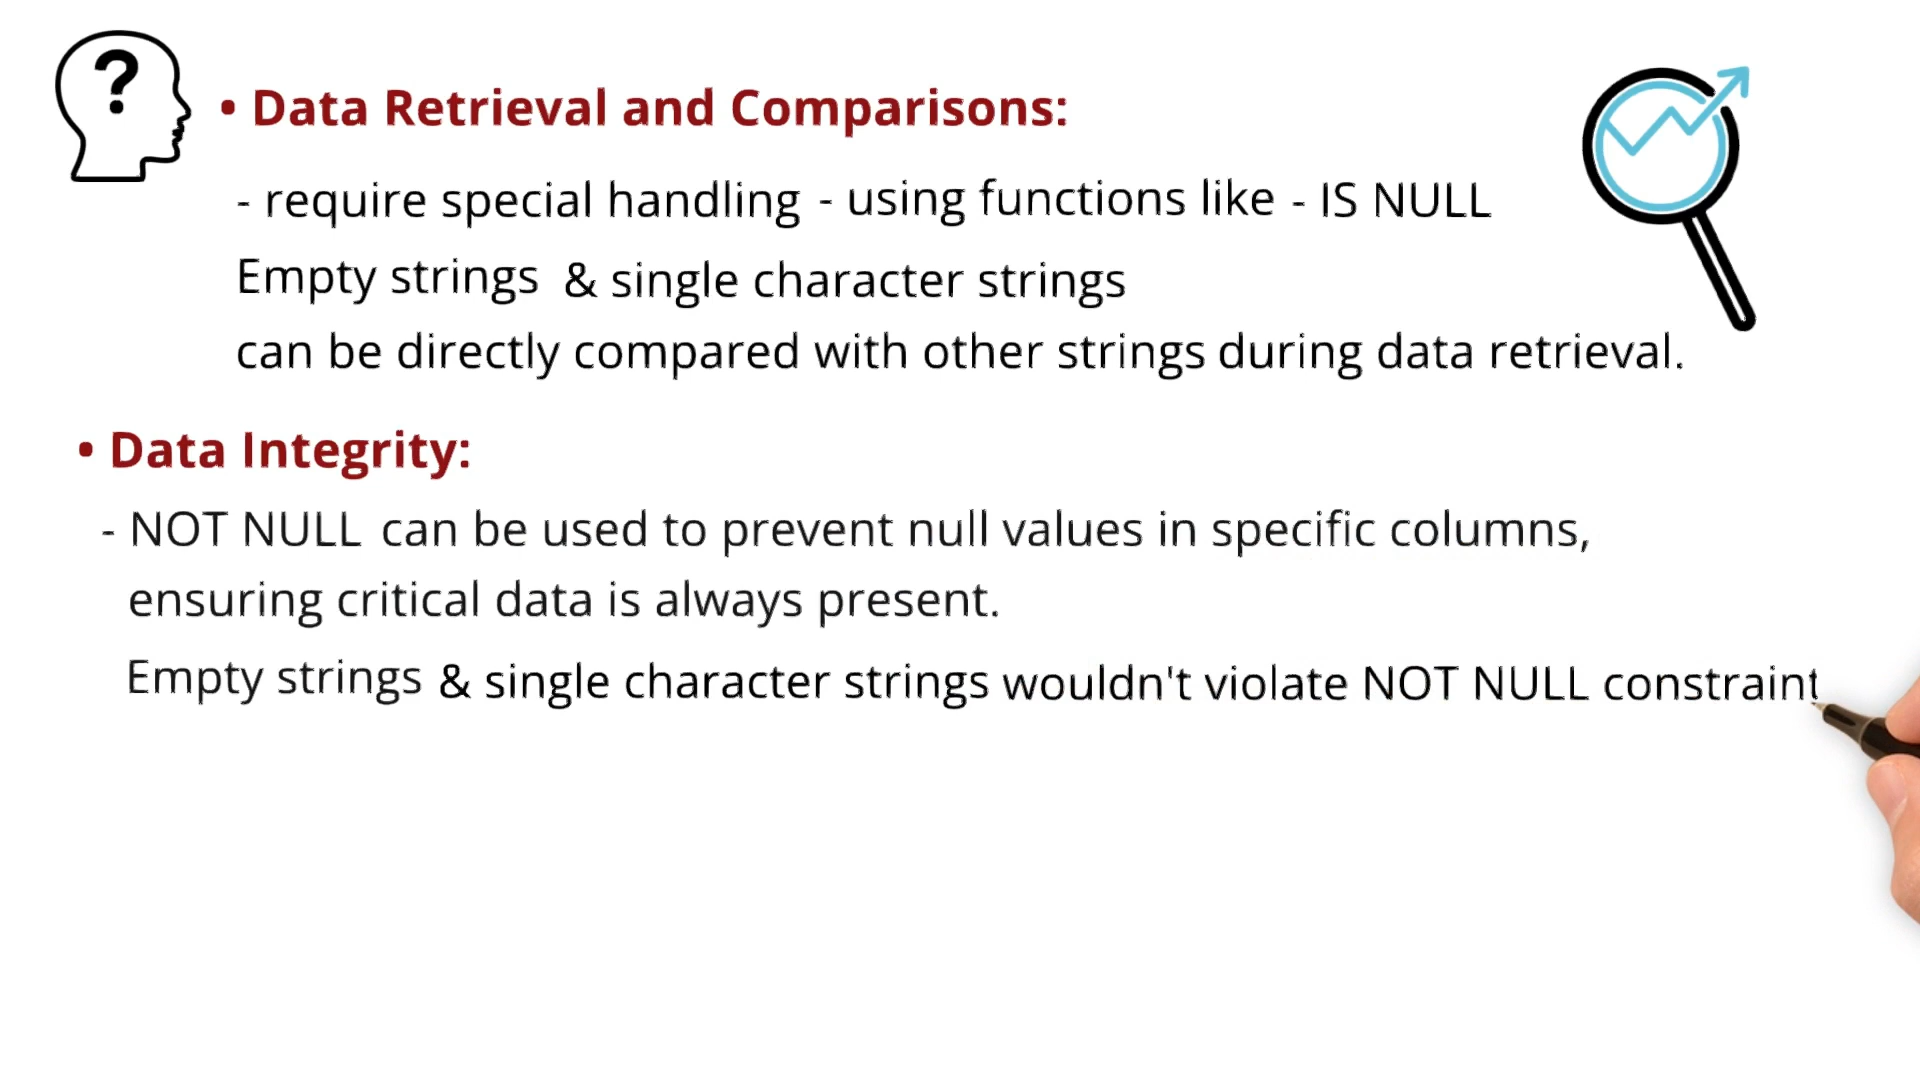 ?
• Data Retrieval and Comparisons:
- require special handling - using functions like - IS NULL
Empty strings & single character strings
can be directly compared with other strings during data retrieval.
• Data Integrity:
- NOT NULL can be used to prevent null values in specific columns,
ensuring critical data is always present.
Empty strings & single character strings wouldn't violate NOT NULL constraint